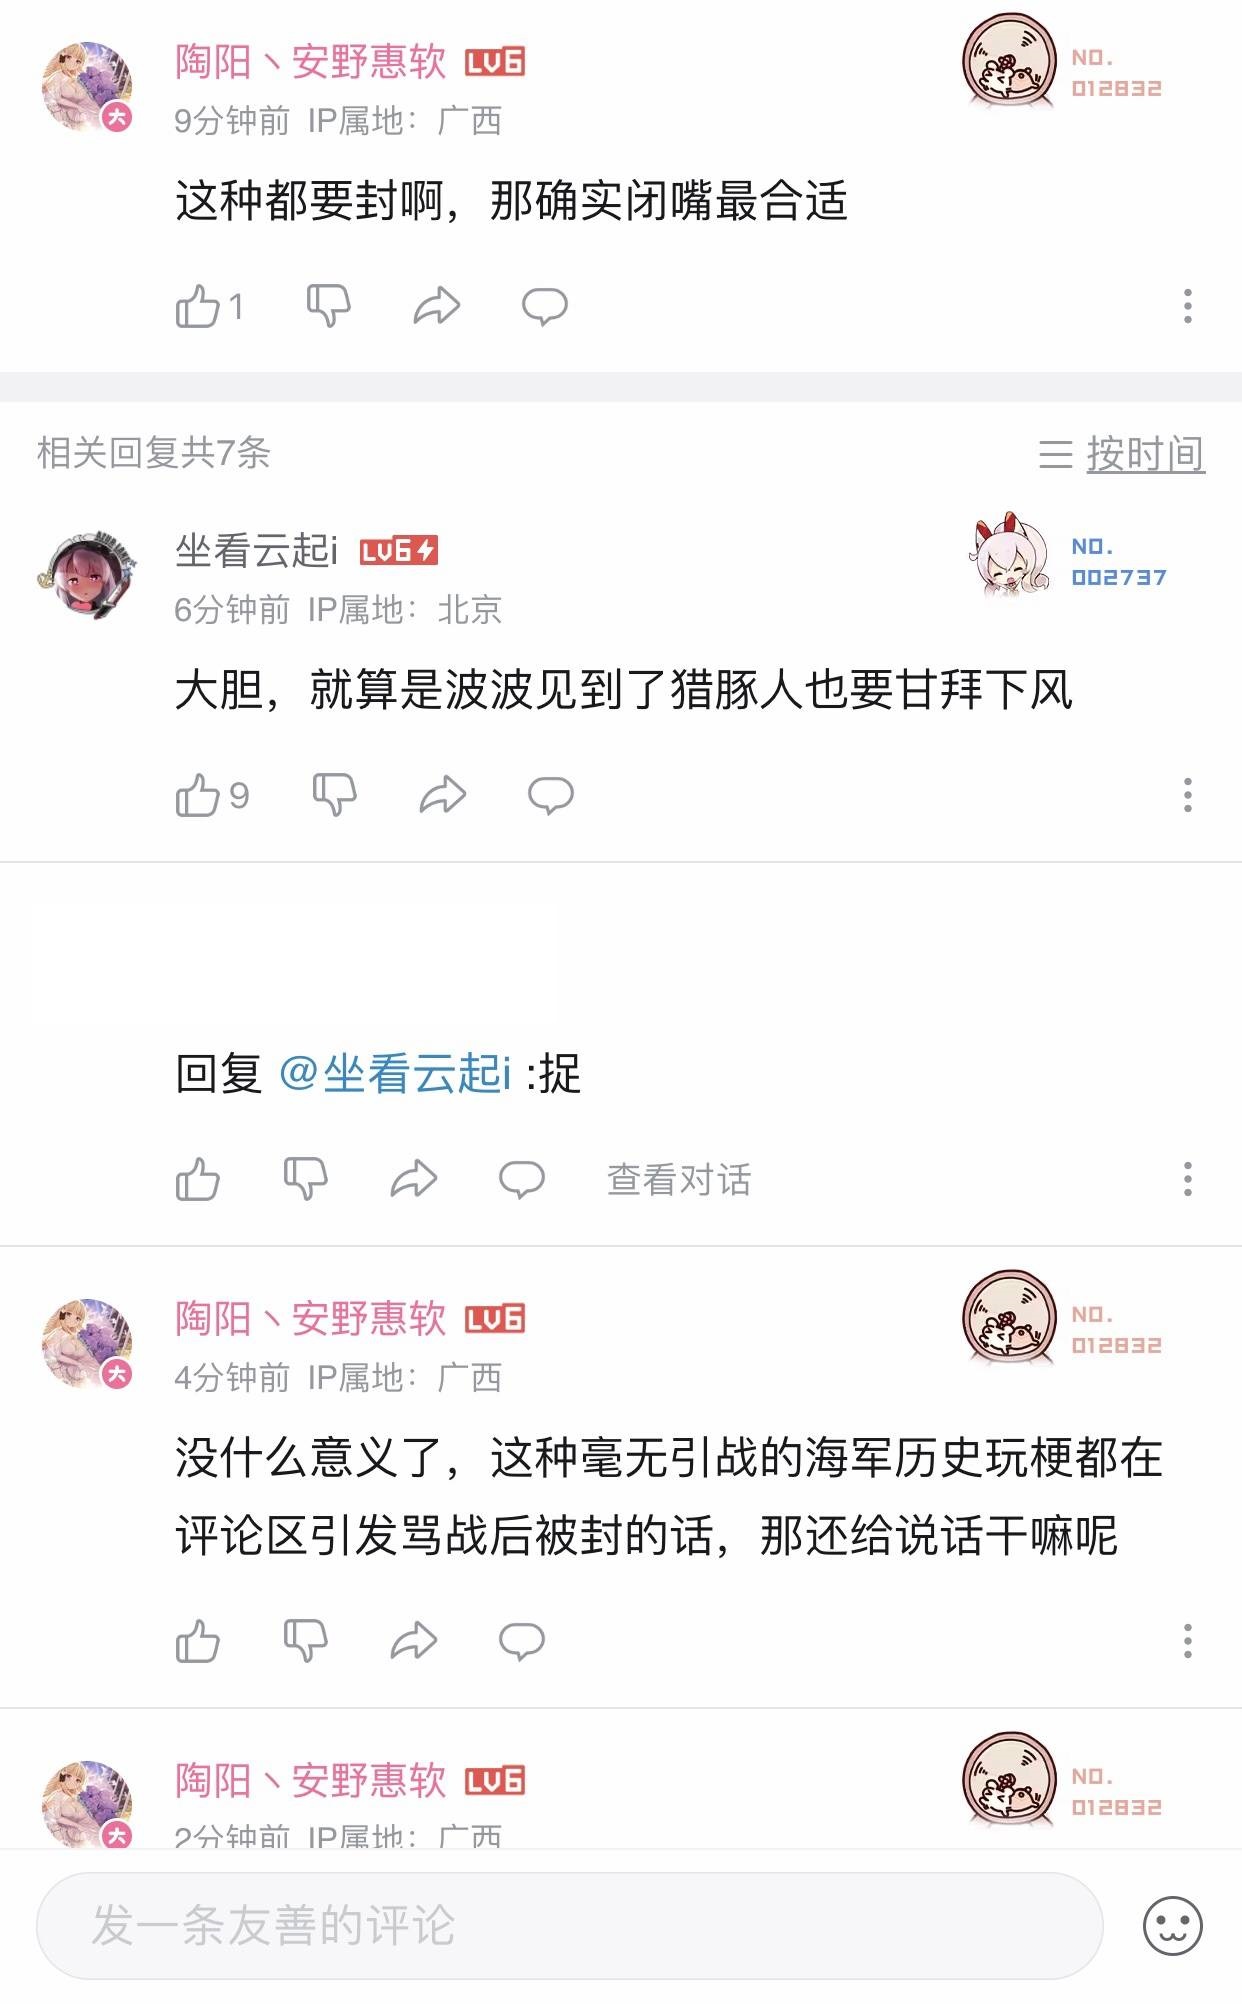 陶阳丶安野惠软 LV6
NO.
012832
9分钟前 IP属地：广西
大
这种都要封啊，那确实闭嘴最合适
1
相关回复共7条
按时间
坐看云起i LV6
NO.
002737
6分钟前 IP属地：北京
大胆，就算是波波见到了猎豚人也要甘拜下风
9
回复 @坐看云起i :捉
查看对话
陶阳丶安野惠软 LV6
NO.
012832
4分钟前 IP属地：广西
大
没什么意义了，这种毫无引战的海军历史玩梗都在
评论区引发骂战后被封的话，那还给说话干嘛呢
陶阳丶安野惠软 LV6
NO.
012832
2分钟前 IP属地：广西
大
发一条友善的评论